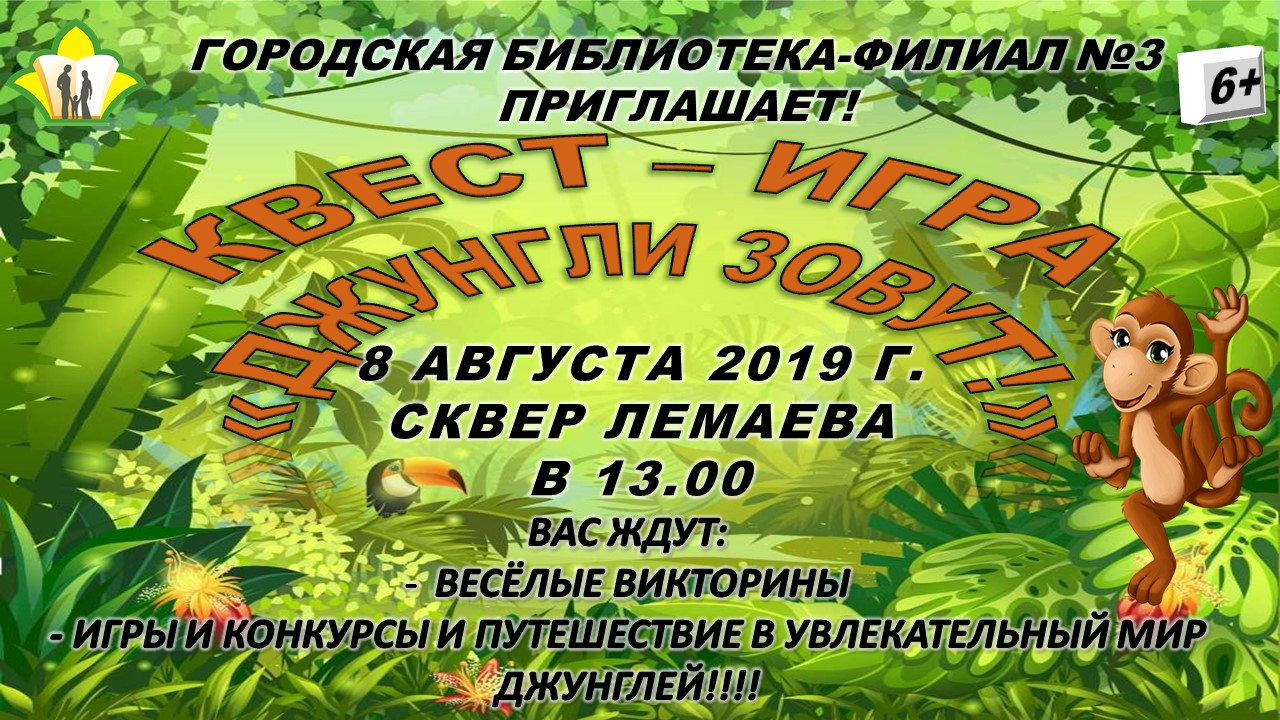 ГОРОДСКАЯ БИБЛИОТЕКА-ФИЛИАЛ №3
ПРИГЛАШАЕТ!
6+
КВЕСТ – ИГРА
«ДЖУНГЛИ ЗОВУТ!»
8 АВГУСТА 2019 Г.
СКВЕР ЛЕМАЕВА
В 13.00
ВАС ЖДУТ:
- ВЕСЁЛЫЕ ВИКТОРИНЫ
- ИГРЫ И КОНКУРСЫ И ПУТЕШЕСТВИЕ В УВЛЕКАТЕЛЬНЫЙ МИР
ДЖУНГЛЕЙ!!!!